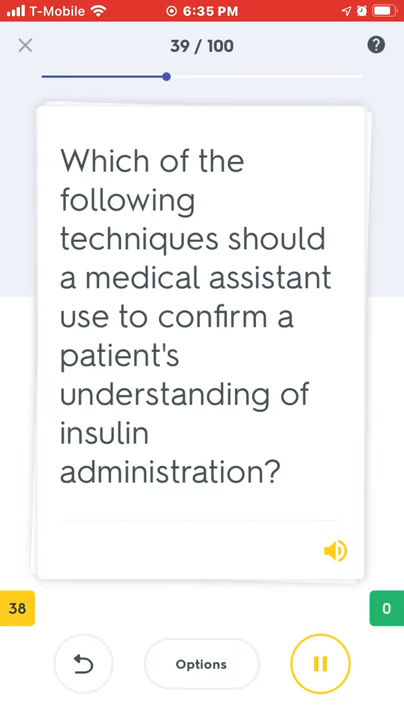 T-Mobile 6:35 PM
39 / 100
?
Which of the
following
techniques should
a medical assistant
use to confirm a
patient's
understanding of
insulin
administration?
38
0
Options